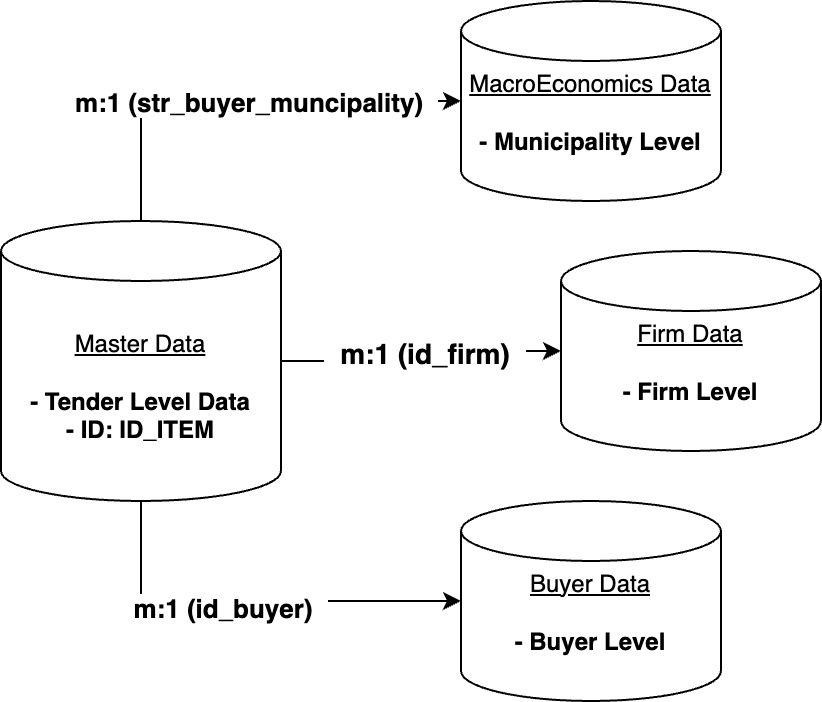 m:1 (str_buyer_muncipality)
MacroEconomics Data
- Municipality Level
Master Data
- Tender Level Data
- ID: ID_ITEM
m:1 (id_firm)
Firm Data
- Firm Level
m:1 (id_buyer)
Buyer Data
- Buyer Level